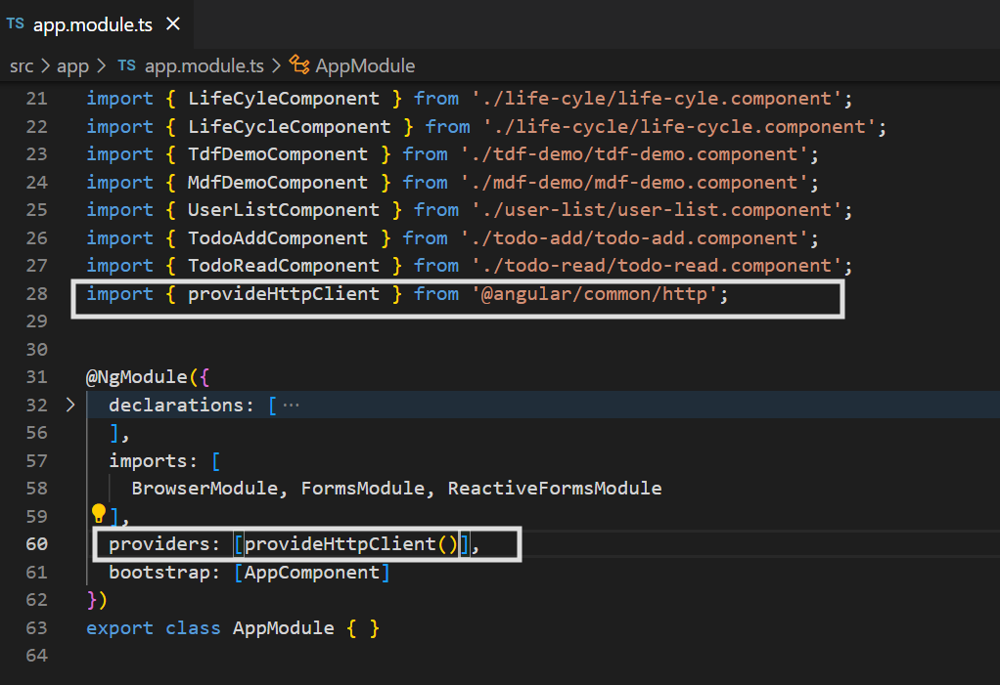 TS app.module.ts ×
src > app > TS app.module.ts > AppModule
21 import { LifeCyleComponent } from './life-cyle/life-cyle.component';
22 import { LifeCycleComponent } from './life-cycle/life-cycle.component';
23 import { TdfDemoComponent } from './tdf-demo/tdf-demo.component';
24 import { MdfDemoComponent } from './mdf-demo/mdf-demo.component';
25 import { UserListComponent } from './user-list/user-list.component';
26 import { TodoAddComponent } from './todo-add/todo-add.component';
27 import { TodoReadComponent } from './todo-read/todo-read.component';
28 import { provideHttpClient } from '@angular/common/http';
29
30
31 @NgModule({
32 > declarations: [ ···
56 ],
57 imports: [
58 BrowserModule, FormsModule, ReactiveFormsModule
59 ],
60 providers: [provideHttpClient()],
61 bootstrap: [AppComponent]
62 })
63 export class AppModule { }
64